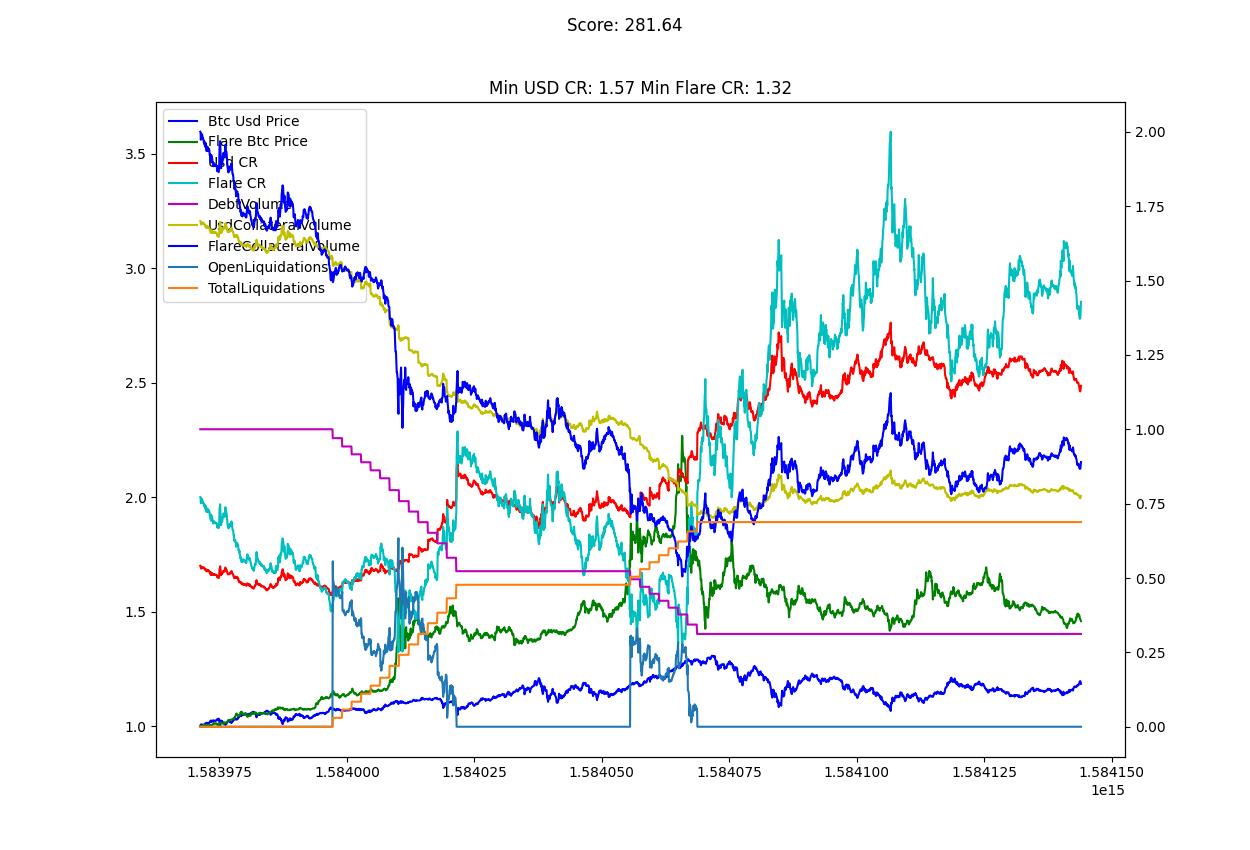 Score: 281.64
Min USD CR: 1.57 Min Flare CR: 1.32
Btc Usd Price
Flare Btc Price
Usd CR
Flare CR
DebtVolume
UsdCollateralVolume
FlareCollateralVolume
OpenLiquidations
TotalLiquidations
3.5
3.0
2.5
2.0
1.5
1.0
2.00
1.75
1.50
1.25
1.00
0.75
0.50
0.25
0.00
1.583975 1.584000 1.584025 1.584050 1.584075 1.584100 1.584125 1.584150
1e15